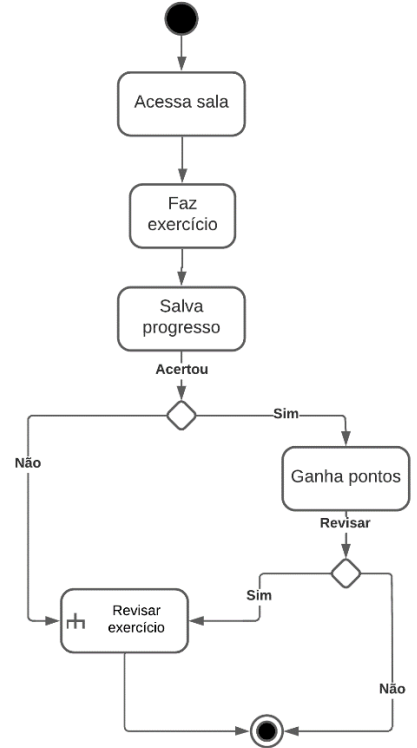 Acessa sala
Faz
exercício
Salva
progresso
Acertou
Sim
Não
Ganha pontos
Revisar
Sim
Revisar
exercício
Não